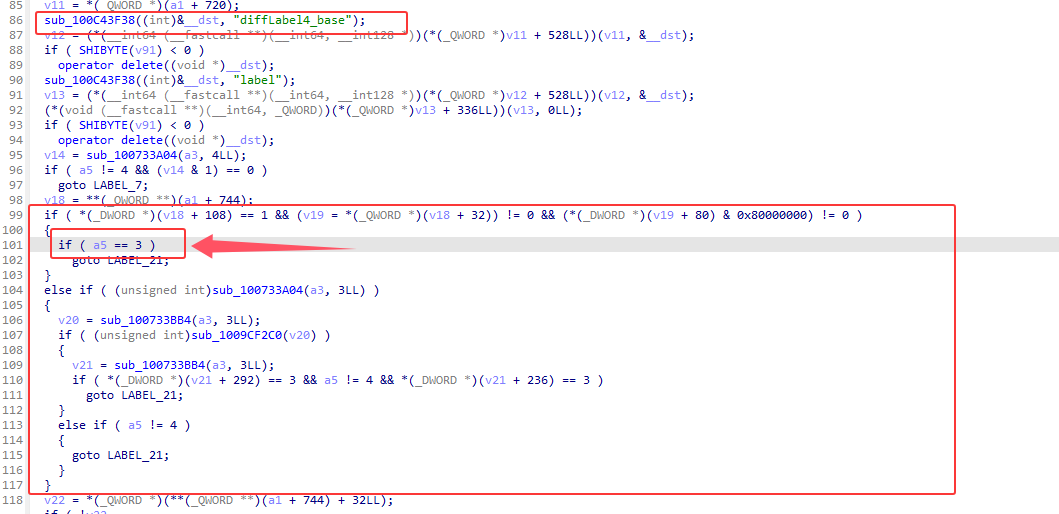 85 v11 = *(_QWORD *)(a1 + 720);
86 sub_100C43F38((int)&__dst, "diffLabel4_base");
87 v12 = (*(__int64 (__fastcall **)(__int64, __int128 *))(*(_QWORD *)v11 + 528LL))(v11, &__dst);
88 if ( SHIBYTE(v91) < 0 )
89 operator delete((void *)__dst);
90 sub_100C43F38((int)&__dst, "label");
91 v13 = (*(__int64 (__fastcall **)(__int64, __int128 *))(*(_QWORD *)v12 + 528LL))(v12, &__dst);
92 (*(void (__fastcall **)(__int64, _QWORD))(*(_QWORD *)v13 + 336LL))(v13, 0LL);
93 if ( SHIBYTE(v91) < 0 )
94 operator delete((void *)__dst);
95 v14 = sub_100733A04(a3, 4LL);
96 if ( a5 != 4 && (v14 & 1) == 0 )
97 goto LABEL_7;
98 v18 = **(_QWORD **)(a1 + 744);
99 if ( *(_DWORD *)(v18 + 108) == 1 && (v19 = *(_QWORD *)(v18 + 32)) != 0 && (*(_DWORD *)(v19 + 80) & 0x80000000) != 0 )
100 {
101 if ( a5 == 3 )
102 goto LABEL_21;
103 }
104 else if ( (unsigned int)sub_100733A04(a3, 3LL) )
105 {
106 v20 = sub_100733BB4(a3, 3LL);
107 if ( (unsigned int)sub_1009CF2C0(v20) )
108 {
109 v21 = sub_100733BB4(a3, 3LL);
110 if ( *(_DWORD *)(v21 + 292) == 3 && a5 != 4 && *(_DWORD *)(v21 + 236) == 3 )
111 goto LABEL_21;
112 }
113 else if ( a5 != 4 )
114 {
115 goto LABEL_21;
116 }
117 }
118 v22 = *(_QWORD *)(**(_QWORD **)(a1 + 744) + 32LL);